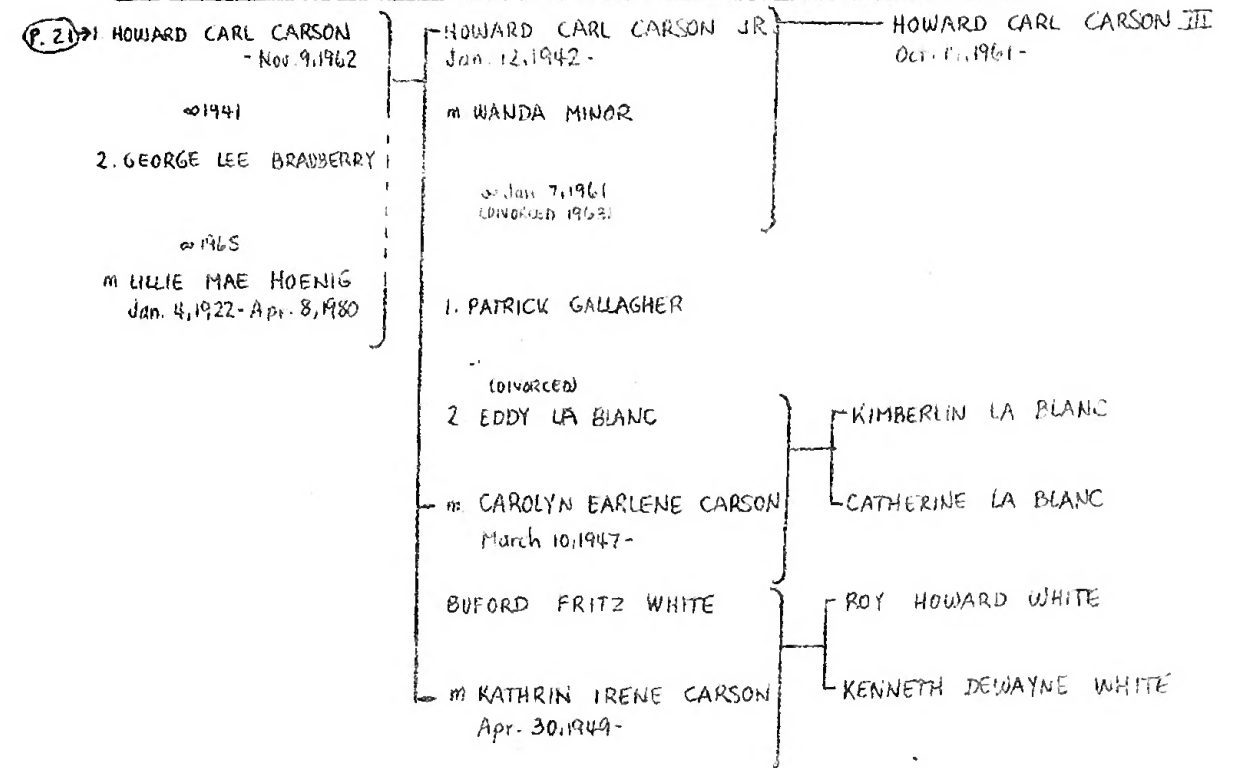 P. 21 1. HOWARD CARL CARSON
- Nov. 9, 1962
∞ 1941
2. GEORGE LEE BRADBERRY
∞ 1965
m LILLIE MAE HOENIG
Jan. 4, 1922 - Apr. 8, 1980
HOWARD CARL CARSON JR.
Jan. 12, 1942 -
m WANDA MINOR
∞ Jan 7, 1961
(DIVORCED 1963)
1. PATRICK GALLAGHER
(DIVORCED)
2 EDDY LA BLANC
m CAROLYN EARLENE CARSON
March 10, 1947 -
BUFORD FRITZ WHITE
m KATHRIN IRENE CARSON
Apr. 30, 1949 -
HOWARD CARL CARSON III
Oct. 1961 -
KIMBERLIN LA BLANC
CATHERINE LA BLANC
ROY HOWARD WHITE
KENNETH DEWAYNE WHITE